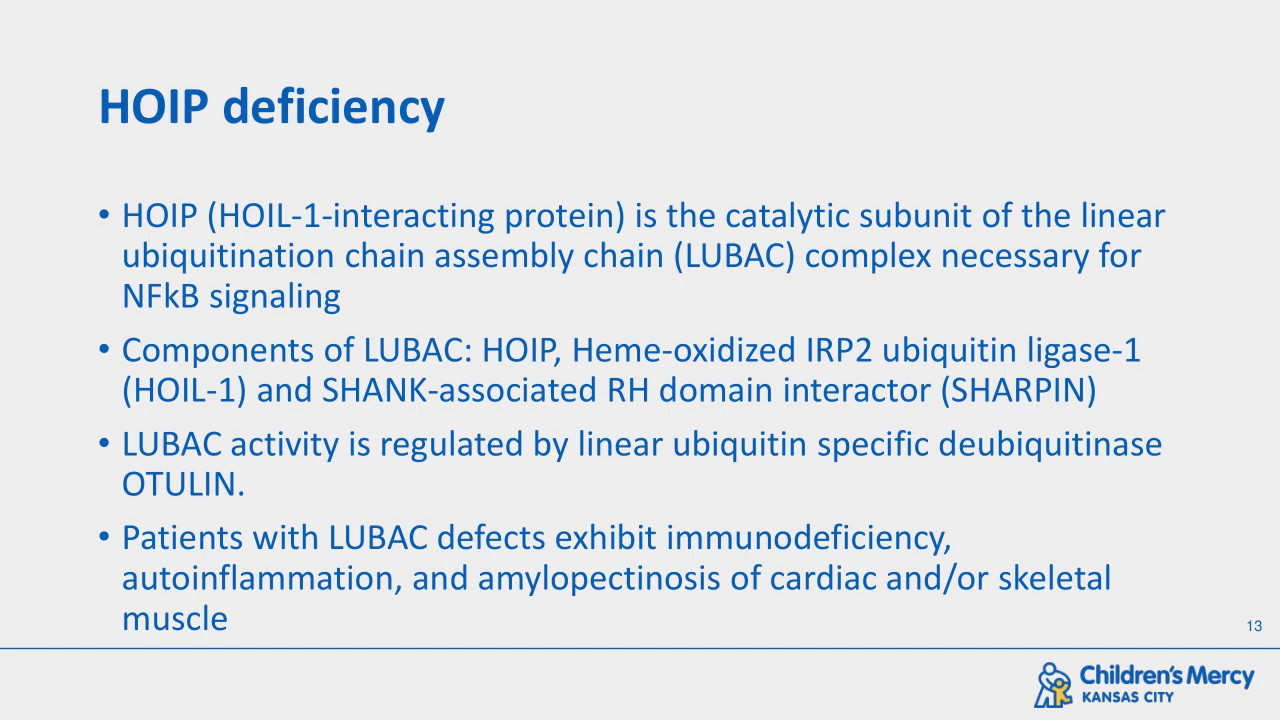 HOIP deficiency
• HOIP (HOIL-1-interacting protein) is the catalytic subunit of the linear
ubiquitination chain assembly chain (LUBAC) complex necessary for
NFkB signaling
• Components of LUBAC: HOIP, Heme-oxidized IRP2 ubiquitin ligase-1
(HOIL-1) and SHANK-associated RH domain interactor (SHARPIN)
• LUBAC activity is regulated by linear ubiquitin specific deubiquitinase
OTULIN.
• Patients with LUBAC defects exhibit immunodeficiency,
autoinflammation, and amylopectinosis of cardiac and/or skeletal
muscle
13
Children's Mercy
KANSAS CITY